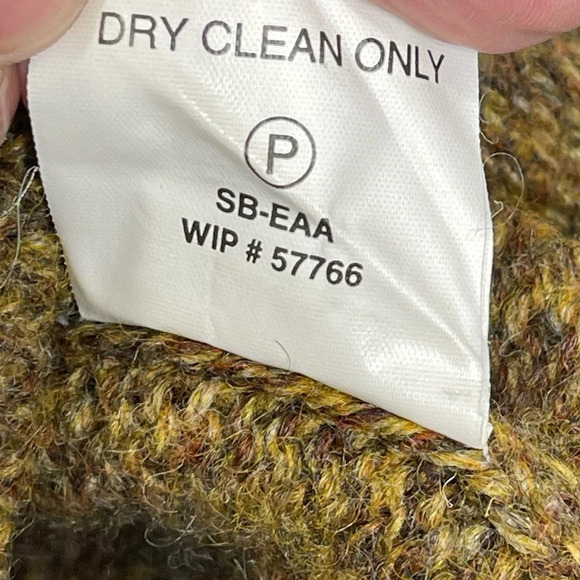 DRY CLEAN ONLY
P
SB-EAA
WIP # 57766